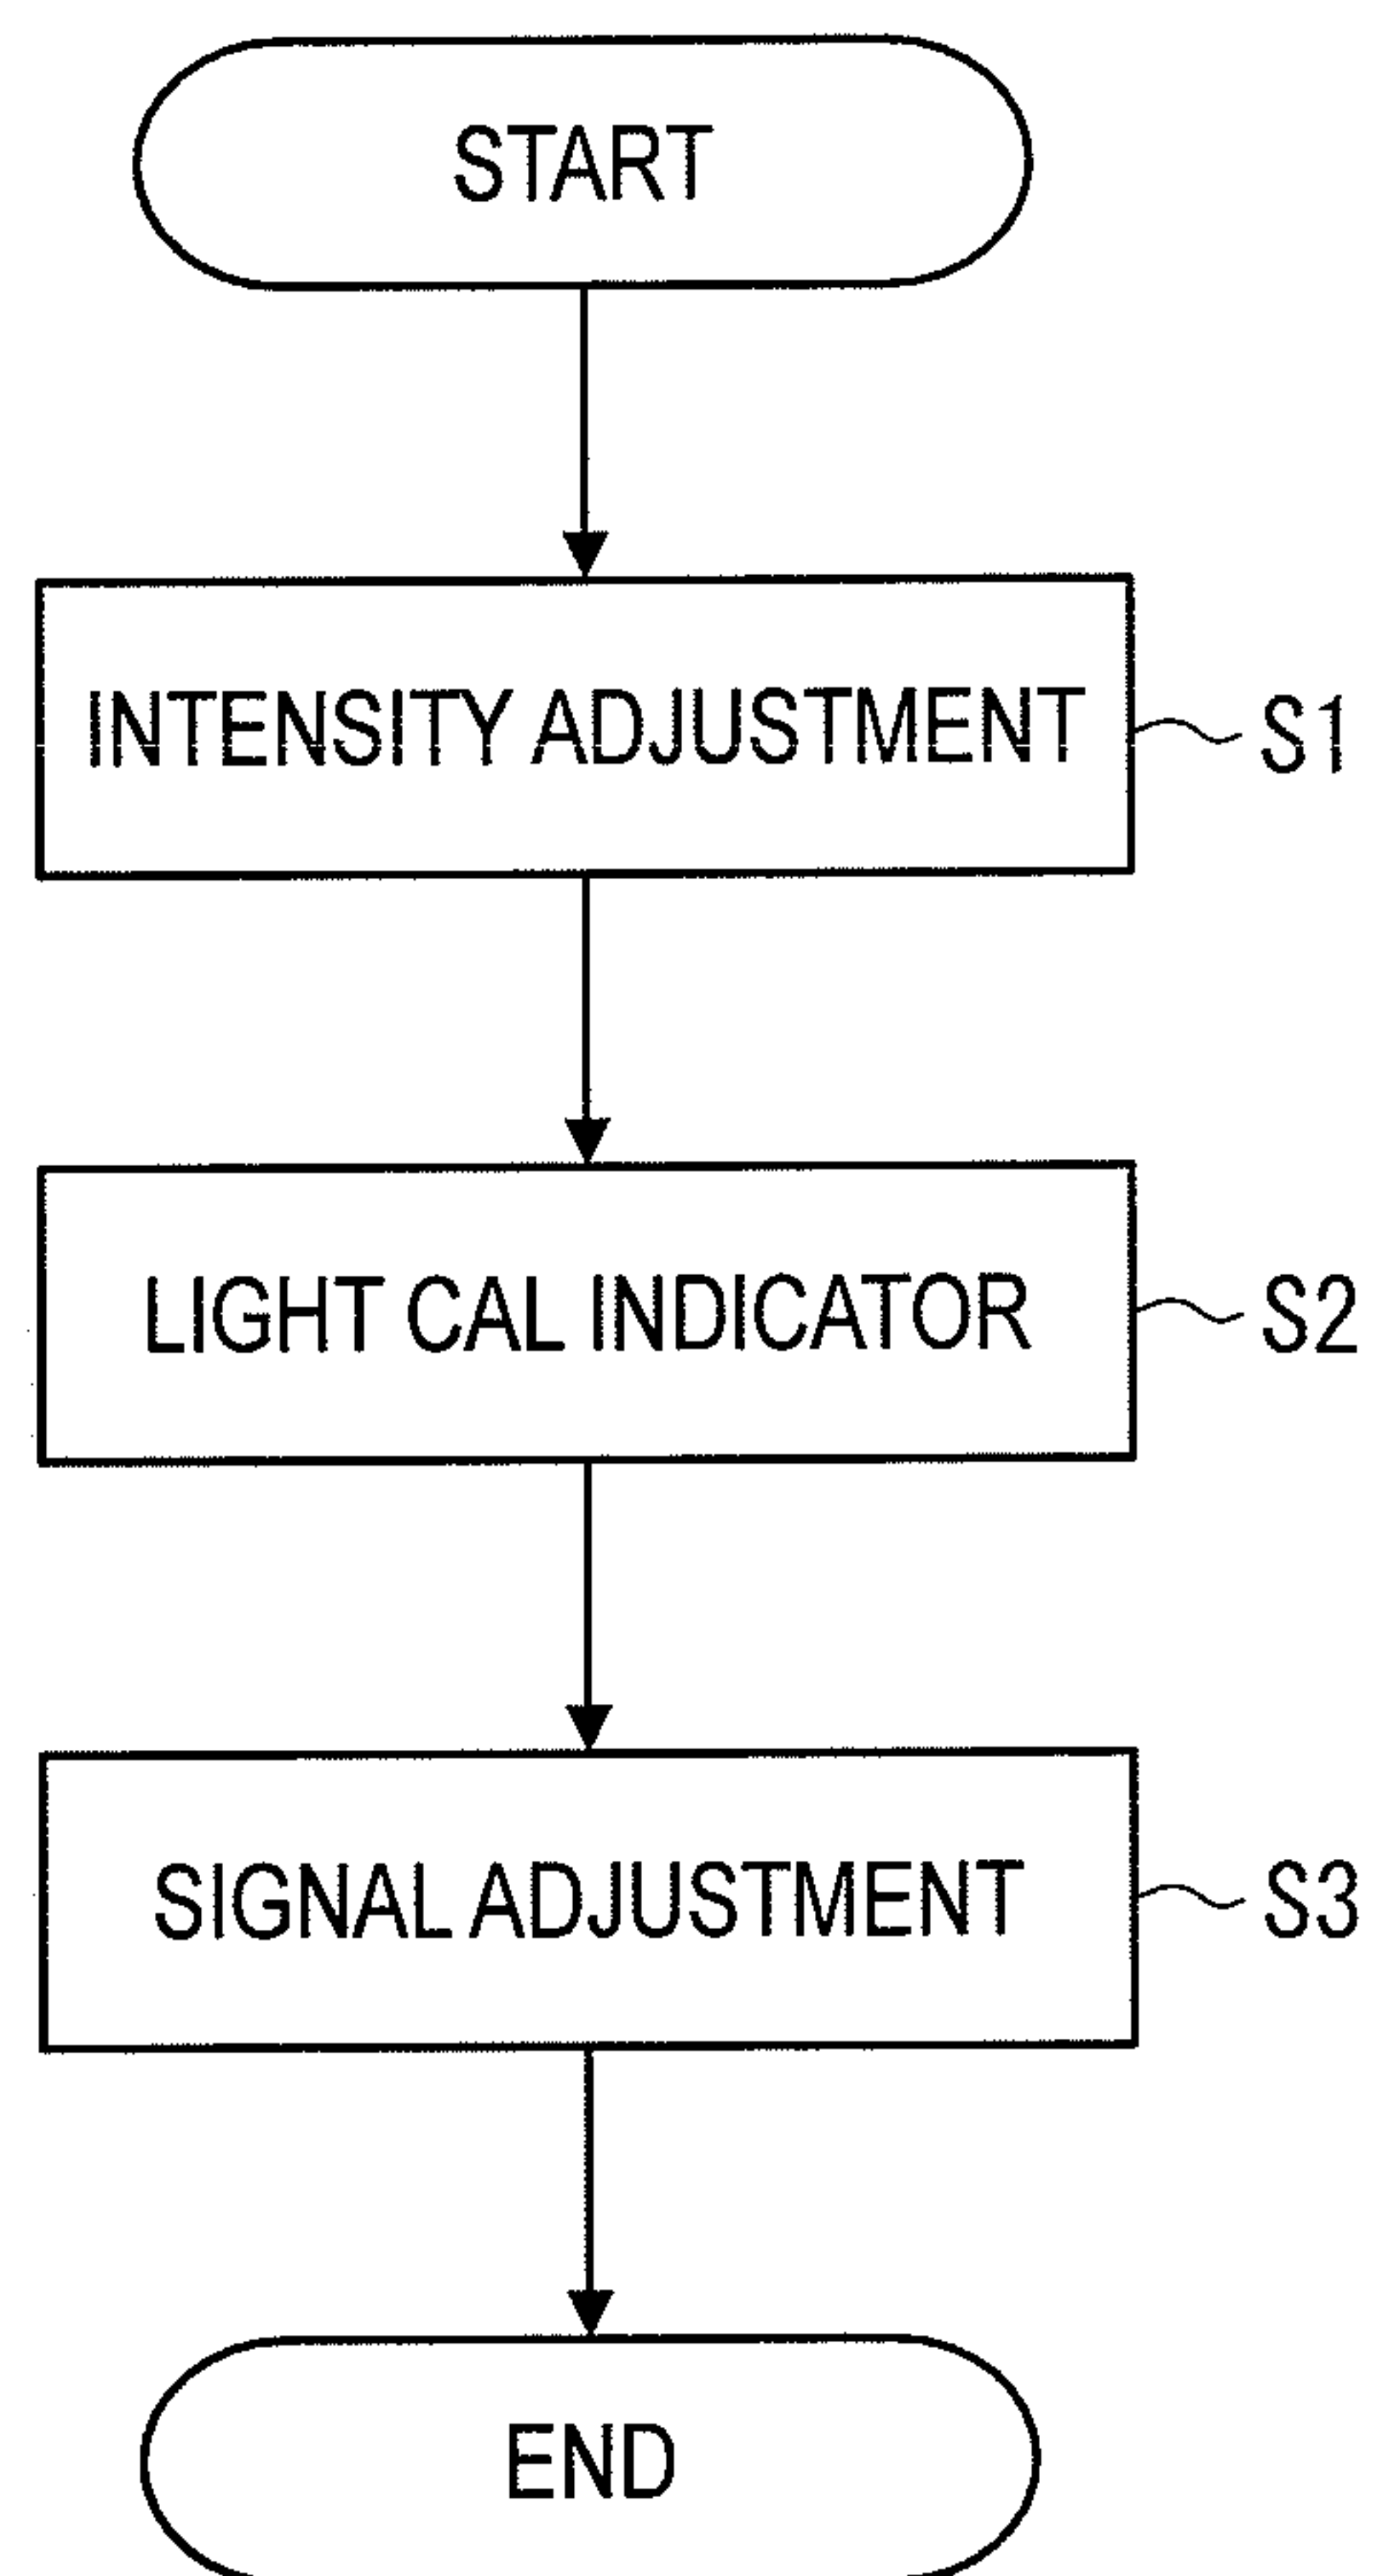 START
INTENSITY ADJUSTMENT
S1
LIGHT CAL INDICATOR
S2
SIGNAL ADJUSTMENT
S3
END